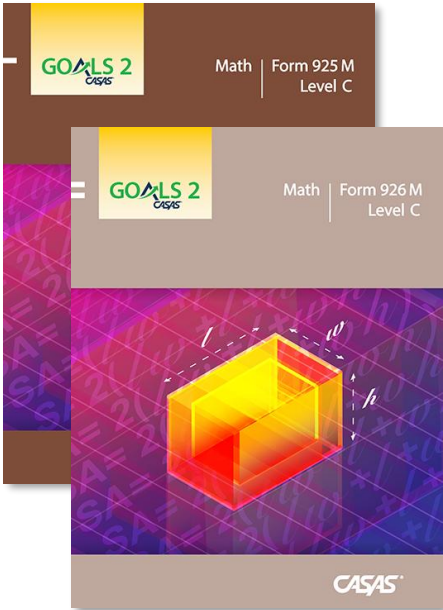 GOALS 2
CASAS
Math
Form 925 M
Level C
GOALS 2
CASAS
Math
Form 926 M
Level C
l
w
h
CASAS®